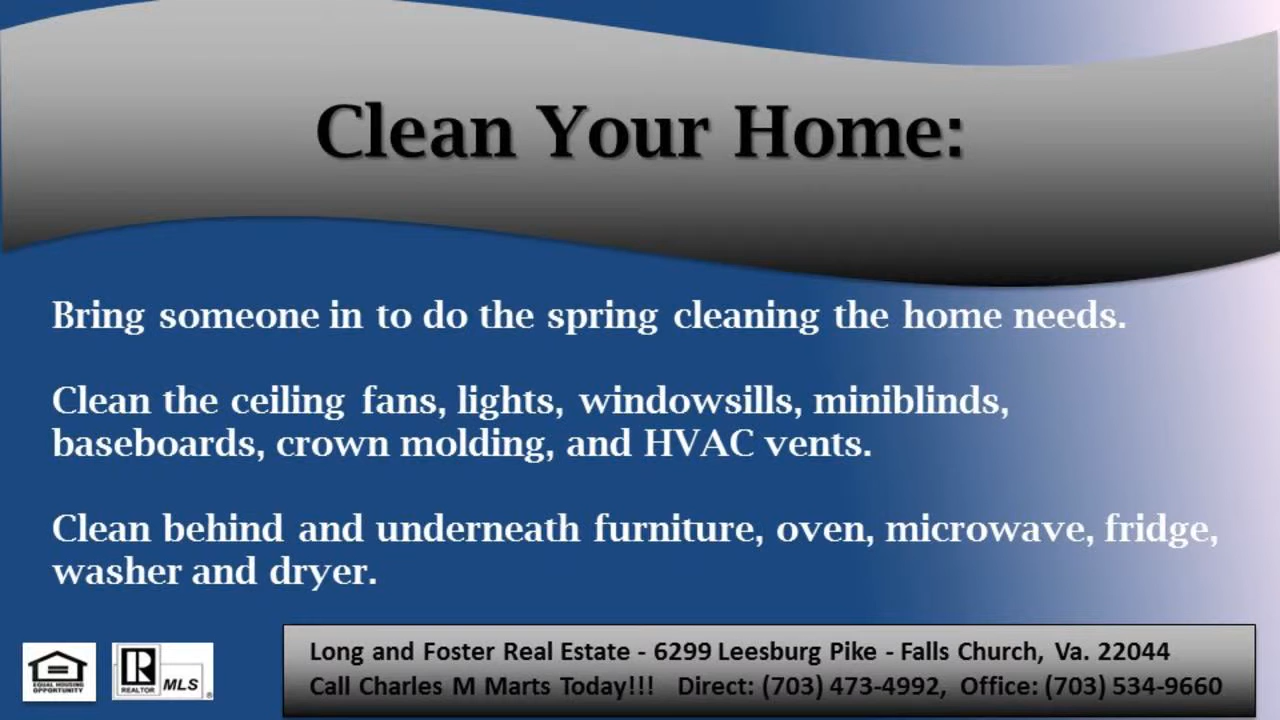 Clean Your Home:
Bring someone in to do the spring cleaning the home needs.
Clean the ceiling fans, lights, windowsills, miniblinds,
baseboards, crown molding, and HVAC vents.
Clean behind and underneath furniture, oven, microwave, fridge,
washer and dryer.
Long and Foster Real Estate - 6299 Leesburg Pike - Falls Church, Va. 22044
Call Charles M Marts Today!!! Direct: (703) 473-4992, Office: (703) 534-9660
EQUAL HOUSING
OPPORTUNITY
R
REALTOR
MLS
®